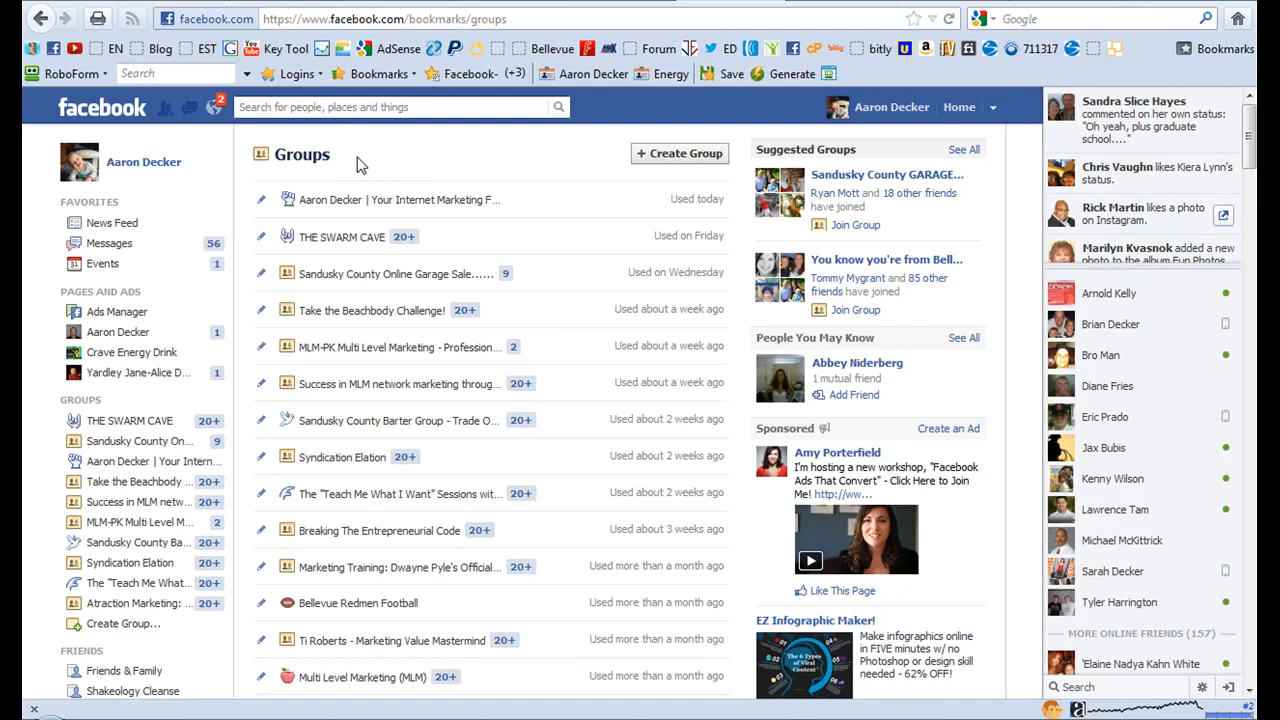 facebook.com
https://www.facebook.com/bookmarks/groups
Google
EN
Blog
EST
Key Tool
AdSense
Bellevue
Forum
ED
bitly
711317
fi
Bookmarks
RoboForm
Search
Logins
Bookmarks
Facebook-
(+3)
Aaron Decker
Energy
Save
Generate
facebook
2
Search for people, places and things
Aaron Decker
Home
Aaron Decker
FAVORITES
News Feed
Messages 56
Events 1
PAGES AND ADS
Ads Manager
Aaron Decker 1
Crave Energy Drink
Yardley Jane-Alice D... 1
GROUPS
THE SWARM CAVE 20+
Sandusky County On... 9
Aaron Decker | Your Intern...
Take the Beachbody ... 20+
Success in MLM netw... 20+
MLM-PK Multi Level M... 2
Sandusky County Ba... 20+
Syndication Elation 20+
The "Teach Me What... 20+
Atraction Marketing: ... 20+
Create Group...
FRIENDS
Friends & Family
Shakeology Cleanse
Groups
+ Create Group
Aaron Decker | Your Internet Marketing F... Used today
THE SWARM CAVE 20+ Used on Friday
Sandusky County Online Garage Sale...... 9 Used on Wednesday
Take the Beachbody Challenge! 20+ Used about a week ago
MLM-PK Multi Level Marketing - Profession... 2 Used about a week ago
Success in MLM network marketing throug... 20+ Used about a week ago
Sandusky County Barter Group - Trade O... 20+ Used about 2 weeks ago
Syndication Elation 20+ Used about 2 weeks ago
The "Teach Me What I Want" Sessions wit... 20+ Used about 2 weeks ago
Breaking The Entrepreneurial Code 20+ Used about 3 weeks ago
Marketing Training: Dwayne Pyle's Official... 20+ Used more than a month ago
Bellevue Redmen Football Used more than a month ago
Ti Roberts - Marketing Value Mastermind 20+ Used more than a month ago
Multi Level Marketing (MLM) 20+ Used more than a month ago
Suggested Groups See All
Sandusky County GARAGE...
Ryan Mott and 18 other friends
have joined
Join Group
You know you're from Bell...
Tommy Mygrant and 85 other
friends have joined
Join Group
People You May Know See All
Abbey Niderberg
1 mutual friend
Add Friend
Sponsored Create an Ad
Amy Porterfield
I'm hosting a new workshop, "Facebook
Ads That Convert" - Click Here to Join
Me! http://ww...
Like This Page
EZ Infographic Maker!
The 6 Types
of Viral
Content
Make infographics online
in FIVE minutes w/ no
Photoshop or design skill
needed - 62% OFF!
Sandra Slice Hayes
commented on her own status:
"Oh yeah, plus graduate
school...."
Chris Vaughn likes Kiera Lynn's
status.
Rick Martin likes a photo
on Instagram.
Marilyn Kvasnok added a new
photo to the album Fun Photos.
Arnold Kelly
Brian Decker
Bro Man
Diane Fries
Eric Prado
Jax Bubis
Kenny Wilson
Lawrence Tam
Michael McKittrick
Sarah Decker
Tyler Harrington
MORE ONLINE FRIENDS (157)
'Elaine Nadya Kahn White
Search
#2